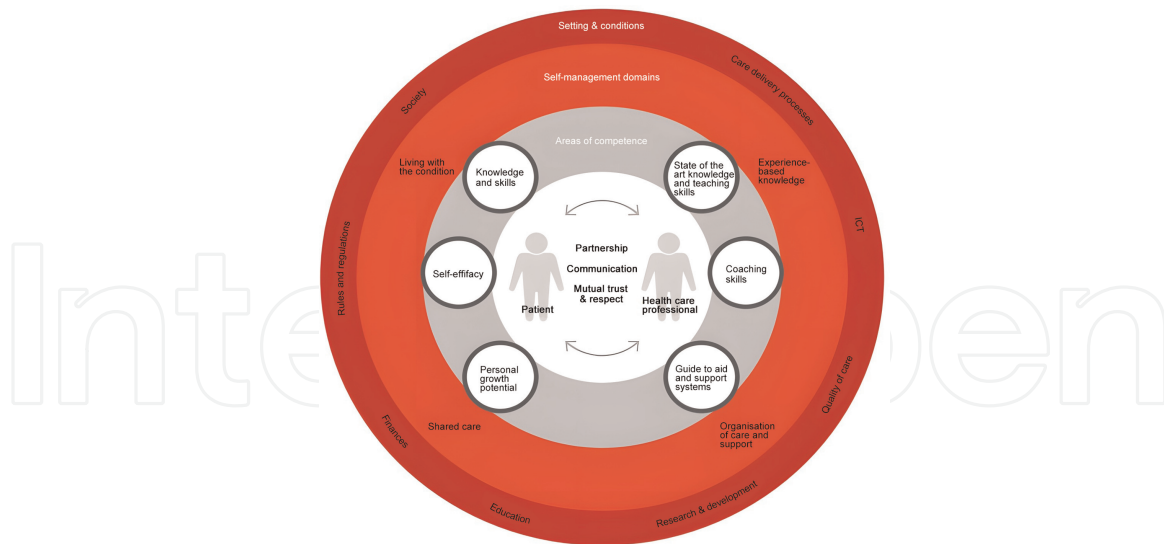 Setting & conditions
Care delivery processes
Society
Self-management domains
Areas of competence
Living with
the condition
Knowledge
and skills
State of the
art knowledge
and teaching
skills
Experience-
based
knowledge
ICT
Rules and regulations
Self-effifacy
Partnership
Communication
Mutual trust
& respect
Patient
Health care
professional
Coaching
skills
Personal
growth
potential
Guide to aid
and support
systems
Quality of care
Shared care
Organisation
of care and
support
Finances
Education
Research & development